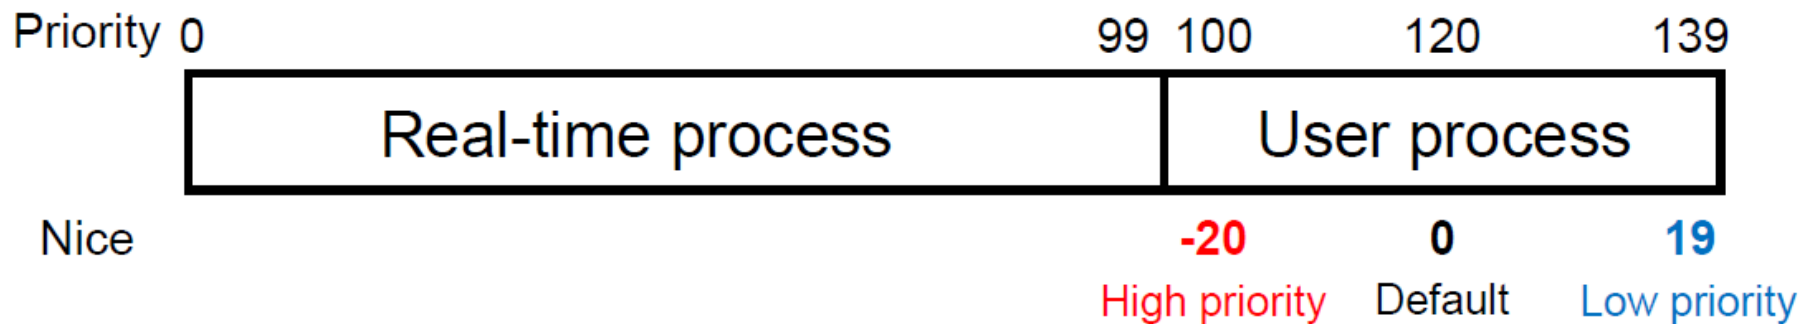 Priority 0 99 100 120 139
Real-time process User process
Nice -20 0 19
High priority Default Low priority